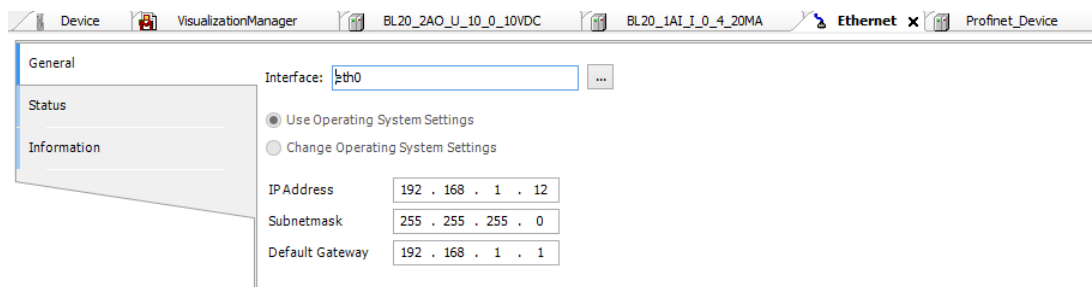 Device VisualizationManager BL20_2AO_U_10_0_10VDC BL20_1AI_I_0_4_20MA Ethernet Profinet_Device
General
Interface: eth0 ...
Status
Use Operating System Settings
Information
Change Operating System Settings
IP Address 192 . 168 . 1 . 12
Subnetmask 255 . 255 . 255 . 0
Default Gateway 192 . 168 . 1 . 1